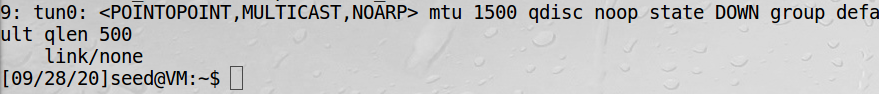 9: tun0: <POINTOPOINT,MULTICAST,NOARP> mtu 1500 qdisc noop state DOWN group defa
ult qlen 500
    link/none
[09/28/20]seed@VM:~$